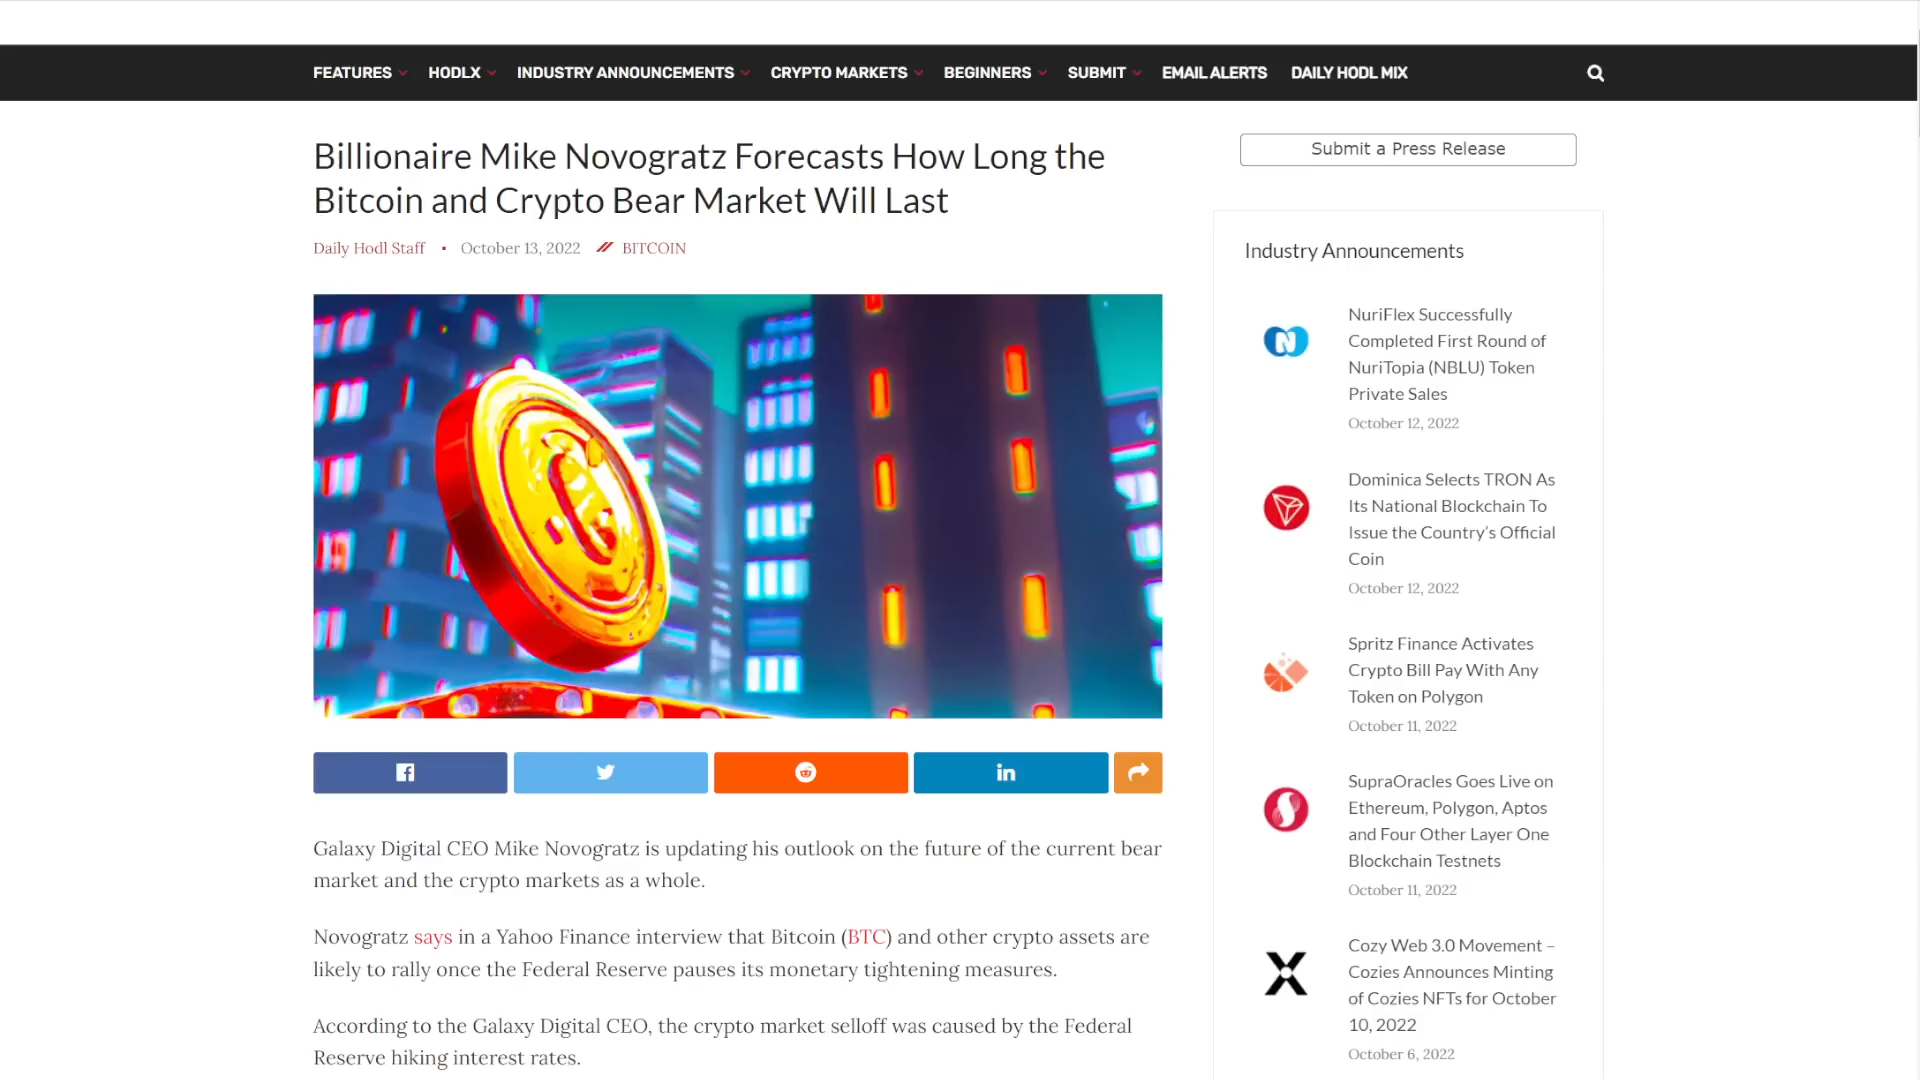 FEATURES HODLX INDUSTRY ANNOUNCEMENTS CRYPTO MARKETS BEGINNERS SUBMIT EMAIL ALERTS DAILY HODL MIX
Billionaire Mike Novogratz Forecasts How Long the
Bitcoin and Crypto Bear Market Will Last
Daily Hodl Staff • October 13, 2022 BITCOIN
Galaxy Digital CEO Mike Novogratz is updating his outlook on the future of the current bear
market and the crypto markets as a whole.
Novogratz says in a Yahoo Finance interview that Bitcoin (BTC) and other crypto assets are
likely to rally once the Federal Reserve pauses its monetary tightening measures.
According to the Galaxy Digital CEO, the crypto market selloff was caused by the Federal
Reserve hiking interest rates.
Submit a Press Release
Industry Announcements
NuriFlex Successfully
Completed First Round of
NuriTopia (NBLU) Token
Private Sales
October 12, 2022
Dominica Selects TRON As
Its National Blockchain To
Issue the Country’s Official
Coin
October 12, 2022
Spritz Finance Activates
Crypto Bill Pay With Any
Token on Polygon
October 11, 2022
SupraOracles Goes Live on
Ethereum, Polygon, Aptos
and Four Other Layer One
Blockchain Testnets
October 11, 2022
Cozy Web 3.0 Movement –
Cozies Announces Minting
of Cozies NFTs for October
10, 2022
October 6, 2022